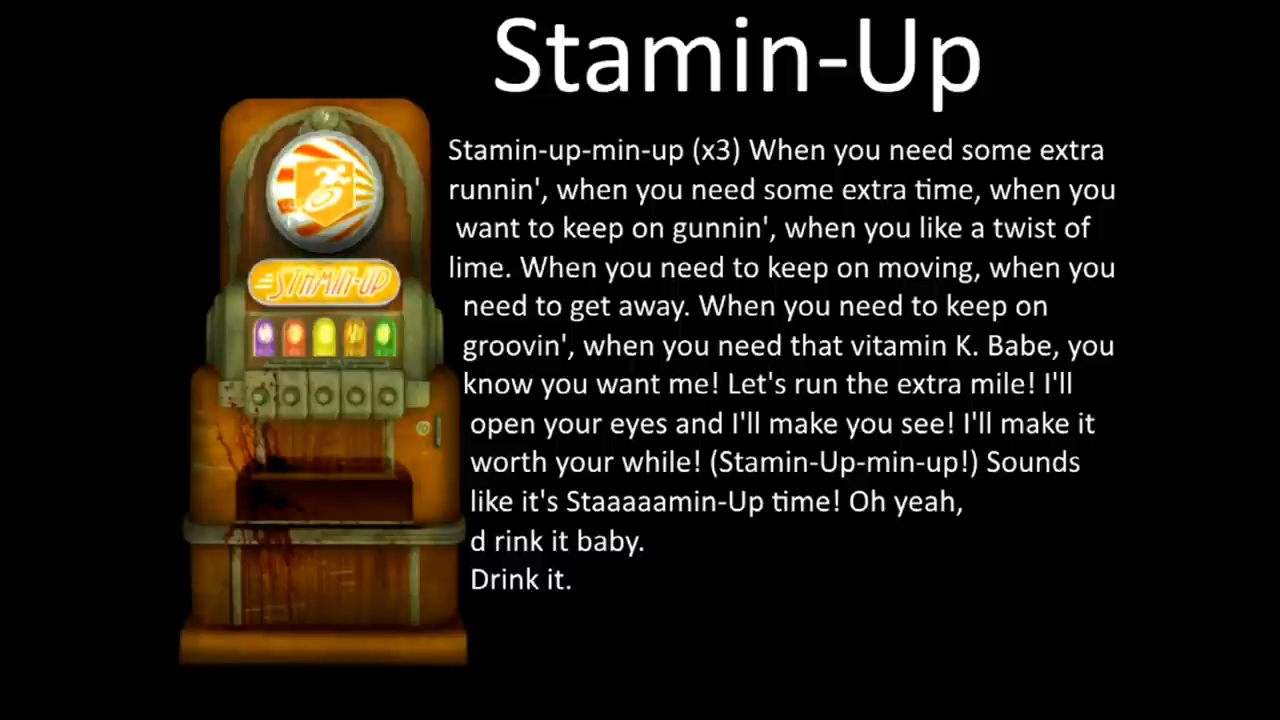 Stamin-Up
Stamin-up-min-up (x3) When you need some extra
runnin', when you need some extra time, when you
want to keep on gunnin', when you like a twist of
lime. When you need to keep on moving, when you
need to get away. When you need to keep on
groovin', when you need that vitamin K. Babe, you
know you want me! Let's run the extra mile! I'll
open your eyes and I'll make you see! I'll make it
worth your while! (Stamin-Up-min-up!) Sounds
like it's Staaaaamin-Up time! Oh yeah,
d rink it baby.
Drink it.
STAMIN-UP